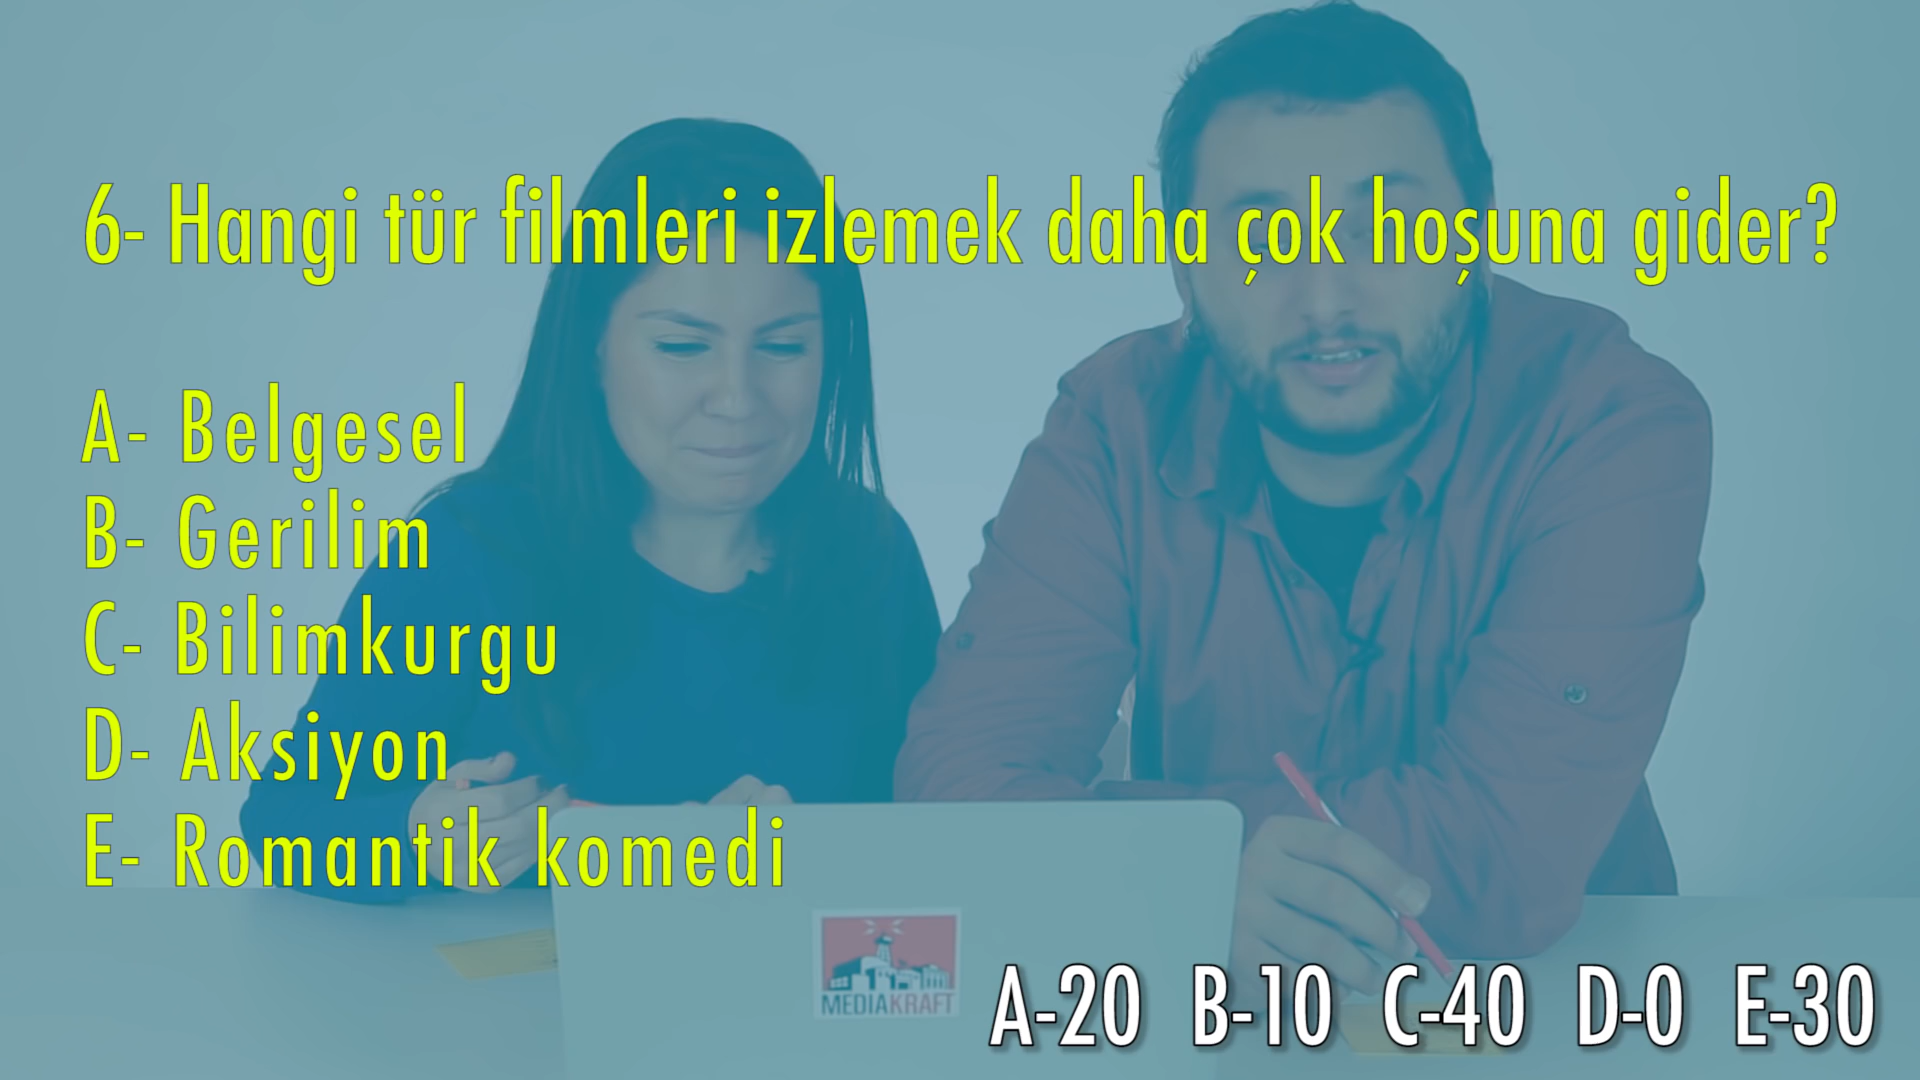 6- Hangi tür filmleri izlemek daha çok hoşuna gider?
A- Belgesel
B- Gerilim
C- Bilimkurgu
D- Aksiyon
E- Romantik komedi
MEDIAKRAFT
A-20 B-10 C-40 D-0 E-30